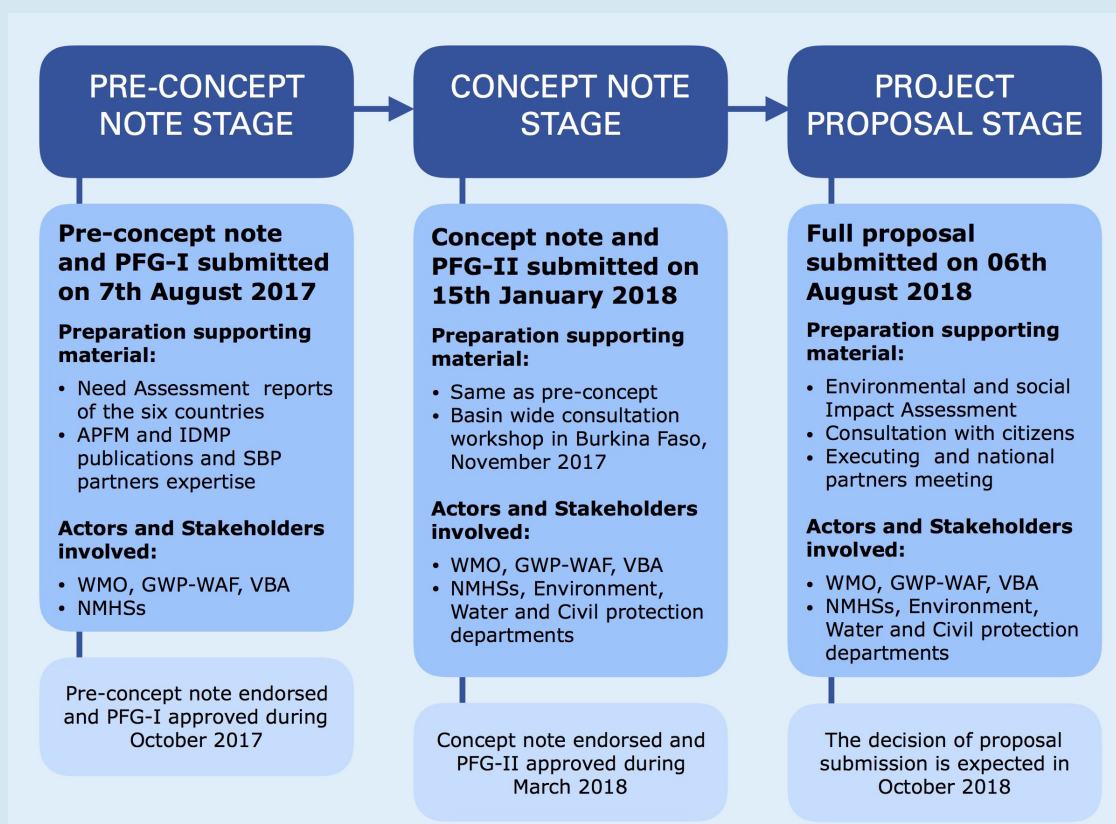 PRE-CONCEPT
NOTE STAGE
Pre-concept note
and PFG-I submitted
on 7th August 2017
Preparation supporting
material:
• Need Assessment reports
of the six countries
• APFM and IDMP
publications and SBP
partners expertise
Actors and Stakeholders
involved:
• WMO, GWP-WAF, VBA
• NMHSs
Pre-concept note endorsed
and PFG-I approved during
October 2017
CONCEPT NOTE
STAGE
Concept note and
PFG-II submitted on
15th January 2018
Preparation supporting
material:
• Same as pre-concept
• Basin wide consultation
workshop in Burkina Faso,
November 2017
Actors and Stakeholders
involved:
• WMO, GWP-WAF, VBA
• NMHSs, Environment,
Water and Civil protection
departments
Concept note endorsed and
PFG-II approved during
March 2018
PROJECT
PROPOSAL STAGE
Full proposal
submitted on 06th
August 2018
Preparation supporting
material:
• Environmental and social
Impact Assessment
• Consultation with citizens
• Executing and national
partners meeting
Actors and Stakeholders
involved:
• WMO, GWP-WAF, VBA
• NMHSs, Environment,
Water and Civil protection
departments
The decision of proposal
submission is expected in
October 2018